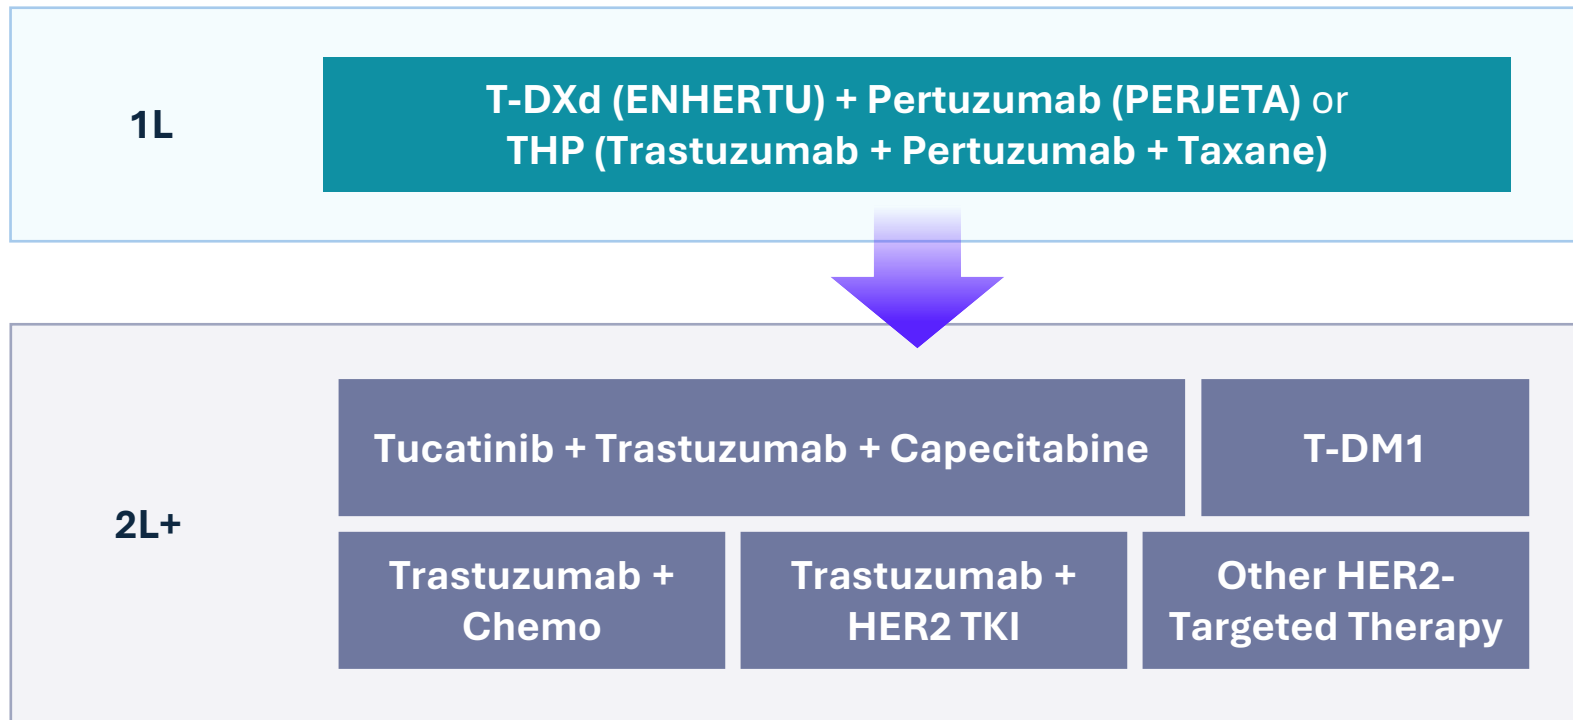 1L
T-DXd (ENHERTU) + Pertuzumab (PERJETA) or
THP (Trastuzumab + Pertuzumab + Taxane)
2L+
Tucatinib + Trastuzumab + Capecitabine
T-DM1
Trastuzumab +
Chemo
Trastuzumab +
HER2 TKI
Other HER2-
Targeted Therapy